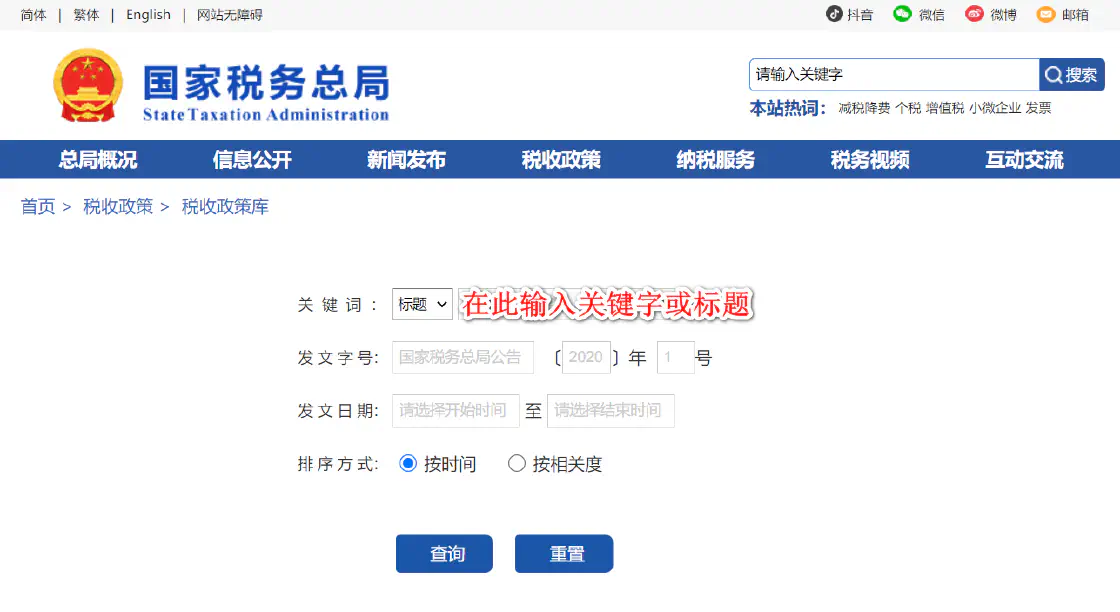 简体 | 繁体 | English | 网站无障碍
抖音 微信 微博 邮箱
国家税务总局
State Taxation Administration
请输入关键字 搜索
本站热词: 减税降费 个税 增值税 小微企业 发票
总局概况 信息公开 新闻发布 税收政策 纳税服务 税务视频 互动交流
首页 > 税收政策 > 税收政策库
关键词: 标题 在此输入关键字或标题
发文字号: 国家税务总局公告 〔2020〕年 1 号
发文日期: 请选择开始时间 至 请选择结束时间
排序方式: 按时间 按相关度
查询 重置